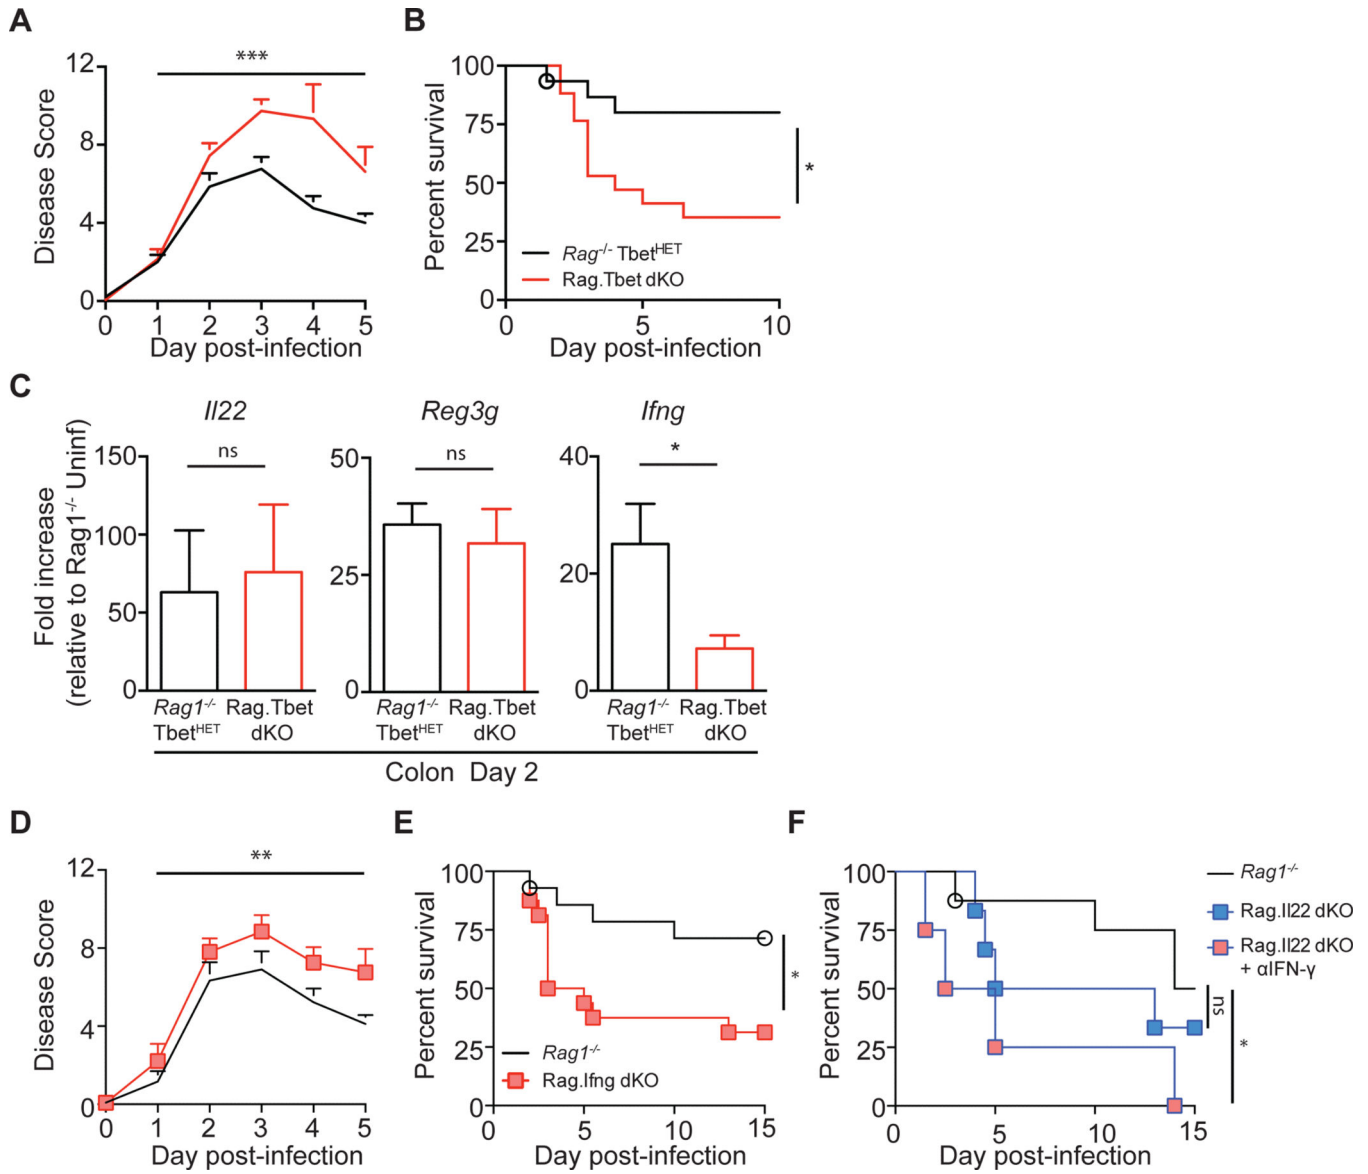 A
***
12
8
4
0
Disease Score
0 1 2 3 4 5
Day post-infection
B
100
75
50
25
0
Percent survival
*
Rag-/- TbetHET
Rag.Tbet dKO
0 5 10
Day post-infection
C
Fold increase
(relative to Rag1-/- Uninf)
Il22
ns
150
100
50
0
Rag1-/- Rag.Tbet
TbetHET dKO
Reg3g
ns
50
25
0
Rag1-/- Rag.Tbet
TbetHET dKO
Ifng
*
40
20
0
Rag1-/- Rag.Tbet
TbetHET dKO
Colon Day 2
D
**
12
8
4
0
Disease Score
0 1 2 3 4 5
Day post-infection
E
100
75
50
25
0
Percent survival
*
Rag1-/-
Rag.Ifng dKO
0 5 10 15
Day post-infection
F
100
75
50
25
0
Percent survival
Rag1-/-
Rag.Il22 dKO
Rag.Il22 dKO
+ αIFN-γ
ns
*
0 5 10 15
Day post-infection